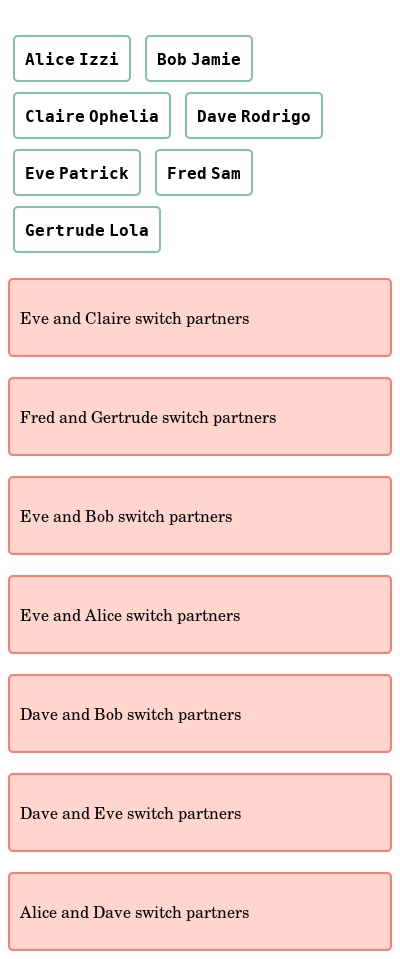 Alice Izzi Bob Jamie
Claire Ophelia Dave Rodrigo
Eve Patrick Fred Sam
Gertrude Lola
Eve and Claire switch partners
Fred and Gertrude switch partners
Eve and Bob switch partners
Eve and Alice switch partners
Dave and Bob switch partners
Dave and Eve switch partners
Alice and Dave switch partners